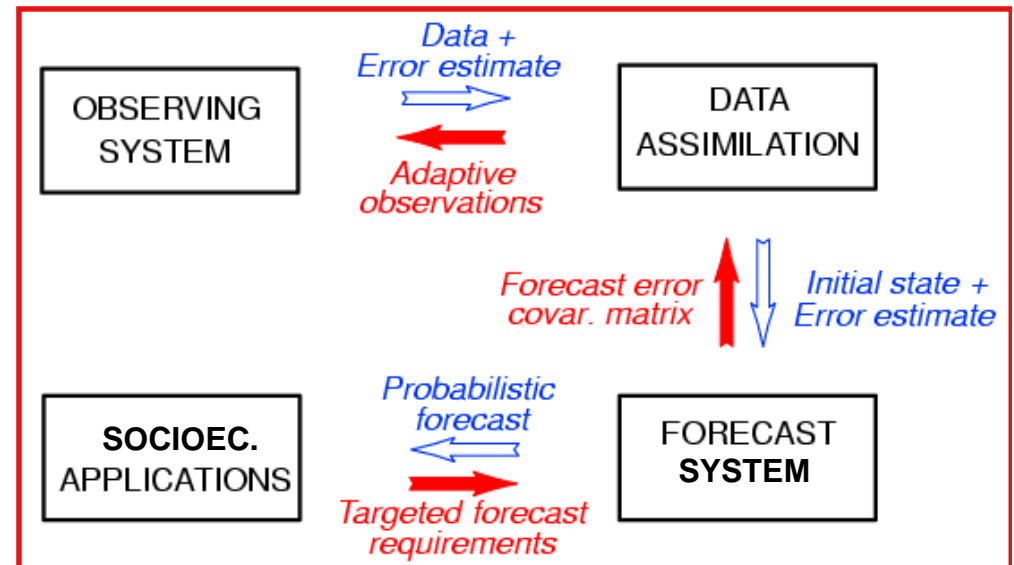 OBSERVING
SYSTEM
Data +
Error estimate
Adaptive
observations
DATA
ASSIMILATION
Forecast error
covar. matrix
Initial state +
Error estimate
SOCIOEC.
APPLICATIONS
Probabilistic
forecast
Targeted forecast
requirements
FORECAST
SYSTEM